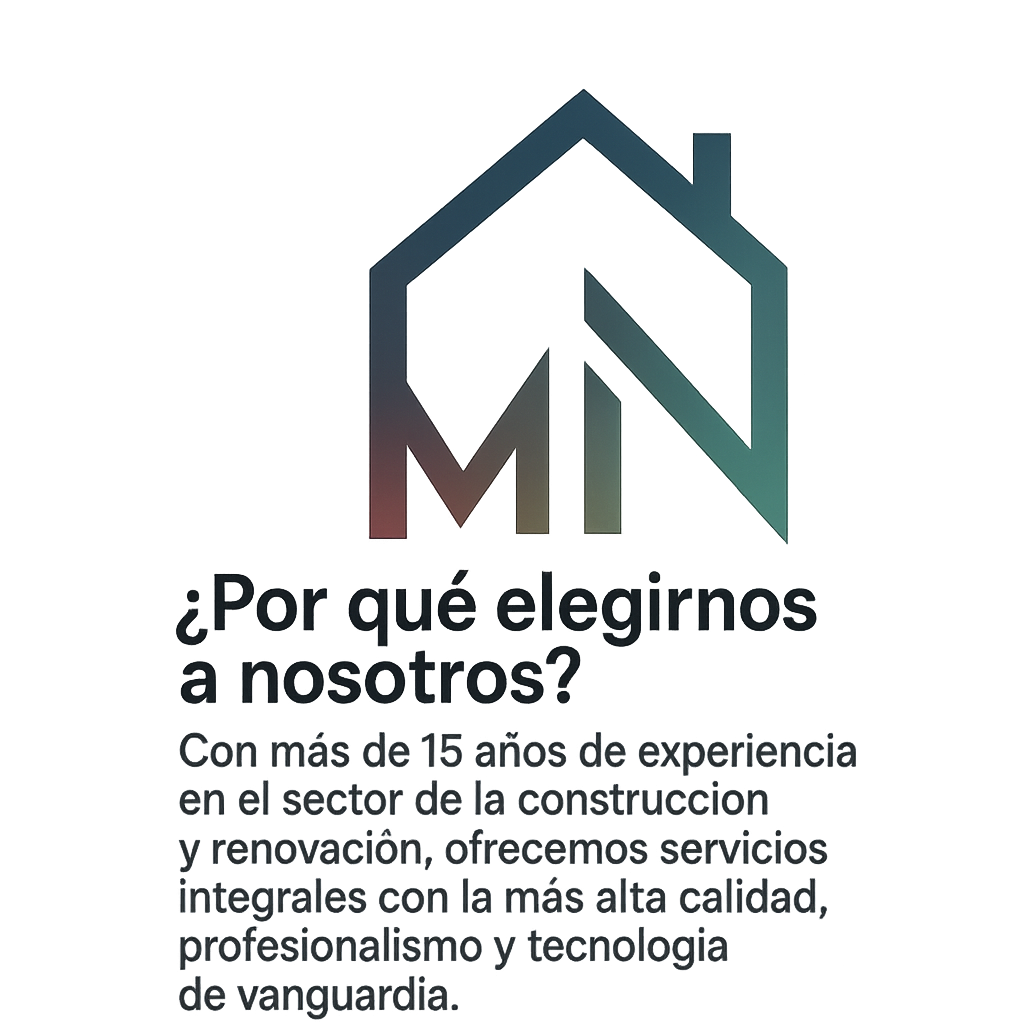 MN
¿Por qué elegirnos
a nosotros?
Con más de 15 años de experiencia
en el sector de la construccion
y renovaciôn, ofrecemos servicios
integrales con la más alta calidad,
profesionalismo y tecnologia
de vanguardia.